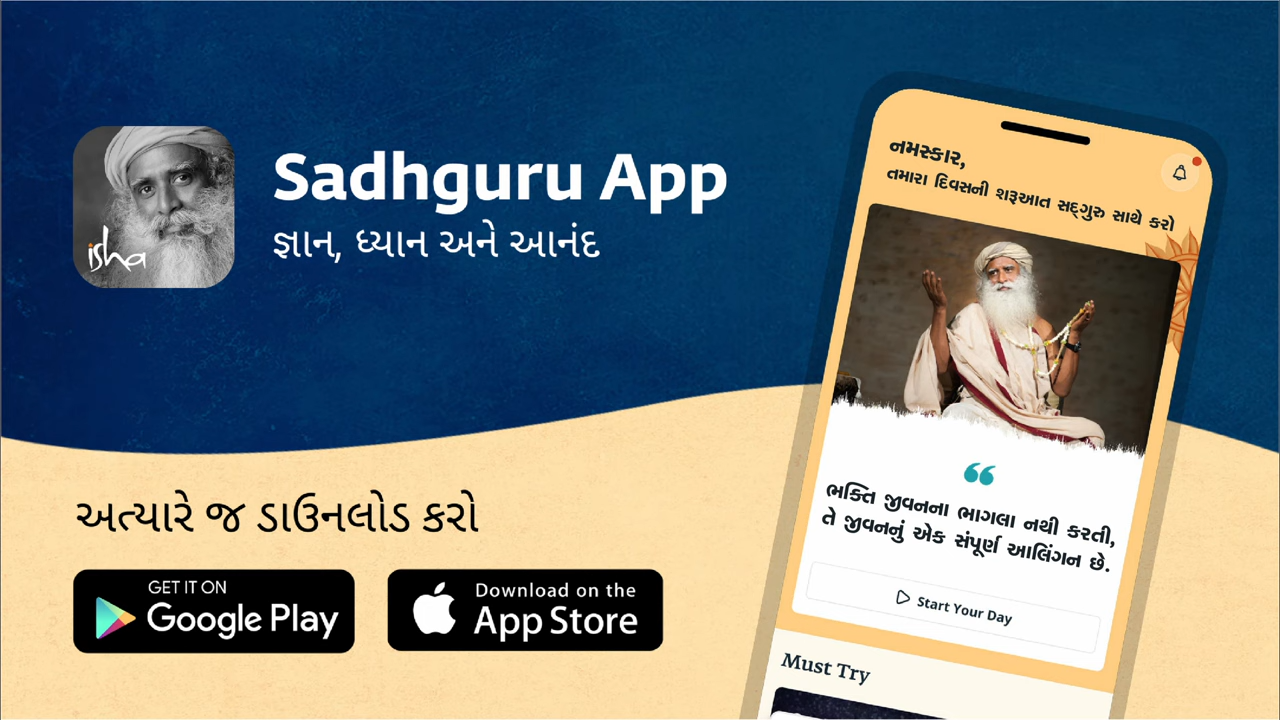 isha
Sadhguru App
જ્ઞાન, ધ્યાન અને આનંદ
અત્યારે જ ડાઉનલોડ કરો
GET IT ON
Google Play
Download on the
App Store
નમસ્કાર,
તમારા દિવસની શરૂઆત સદ્‌ગુરુ સાથે કરો
“
ભક્તિ જીવનના ભાગલા નથી કરતી,
તે જીવનનું એક સંપૂર્ણ આલિંગન છે.
Start Your Day
Must Try